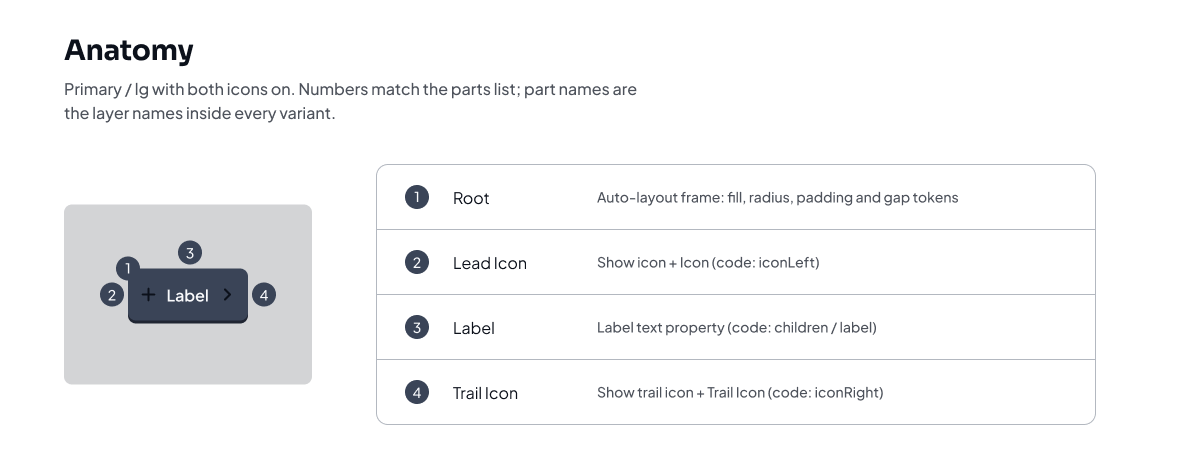 Anatomy
Primary / lg with both icons on. Numbers match the parts list; part names are
the layer names inside every variant.
3
1
2
Label
4
1 Root Auto-layout frame: fill, radius, padding and gap tokens
2 Lead Icon Show icon + Icon (code: iconLeft)
3 Label Label text property (code: children / label)
4 Trail Icon Show trail icon + Trail Icon (code: iconRight)